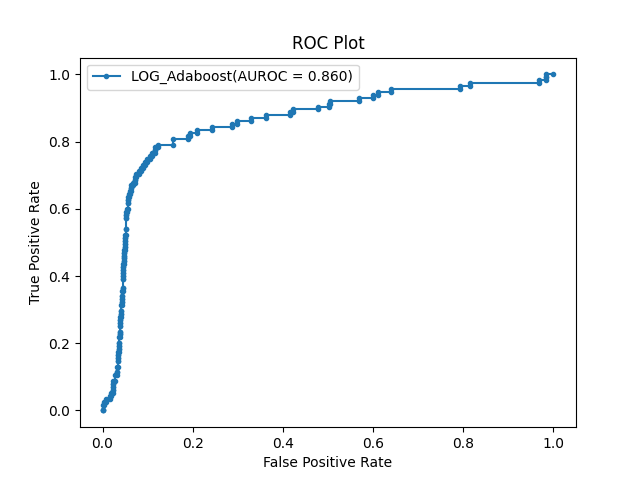 ROC Plot
LOG_Adaboost(AUROC = 0.860)
1.0
0.8
0.6
0.4
0.2
0.0
True Positive Rate
0.0 0.2 0.4 0.6 0.8 1.0
False Positive Rate